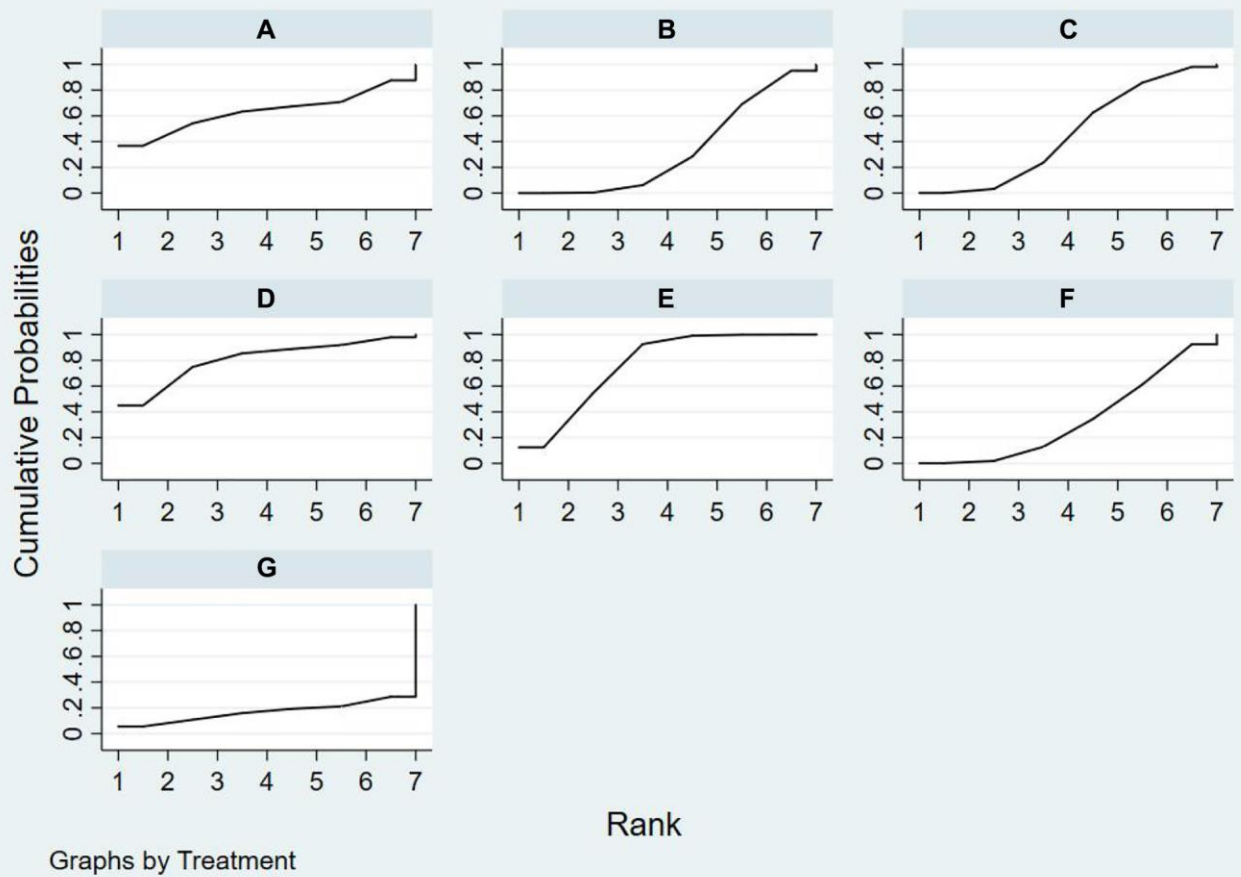 A B C
Cumulative Probabilities
0 .2 .4 .6 .8 1
0 .2 .4 .6 .8 1
0 .2 .4 .6 .8 1
1 2 3 4 5 6 7
1 2 3 4 5 6 7
1 2 3 4 5 6 7
D E F
0 .2 .4 .6 .8 1
0 .2 .4 .6 .8 1
0 .2 .4 .6 .8 1
1 2 3 4 5 6 7
1 2 3 4 5 6 7
1 2 3 4 5 6 7
G
0 .2 .4 .6 .8 1
1 2 3 4 5 6 7
Rank
Graphs by Treatment